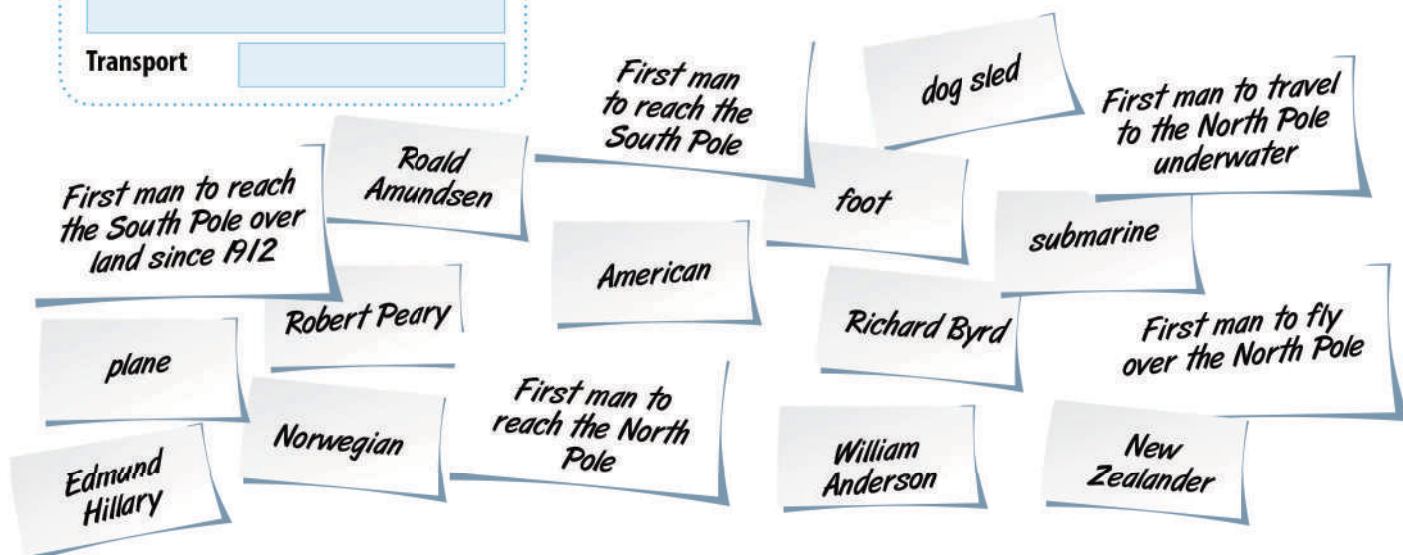 Transport
First man
to reach the
South Pole
dog sled
First man to travel
to the North Pole
underwater
Roald
Amundsen
First man to reach
the South Pole over
land since 1912
foot
submarine
American
Robert Peary
Richard Byrd
First man to fly
over the North Pole
plane
First man to
reach the North
Pole
Norwegian
William
Anderson
New
Zealander
Edmund
Hillary